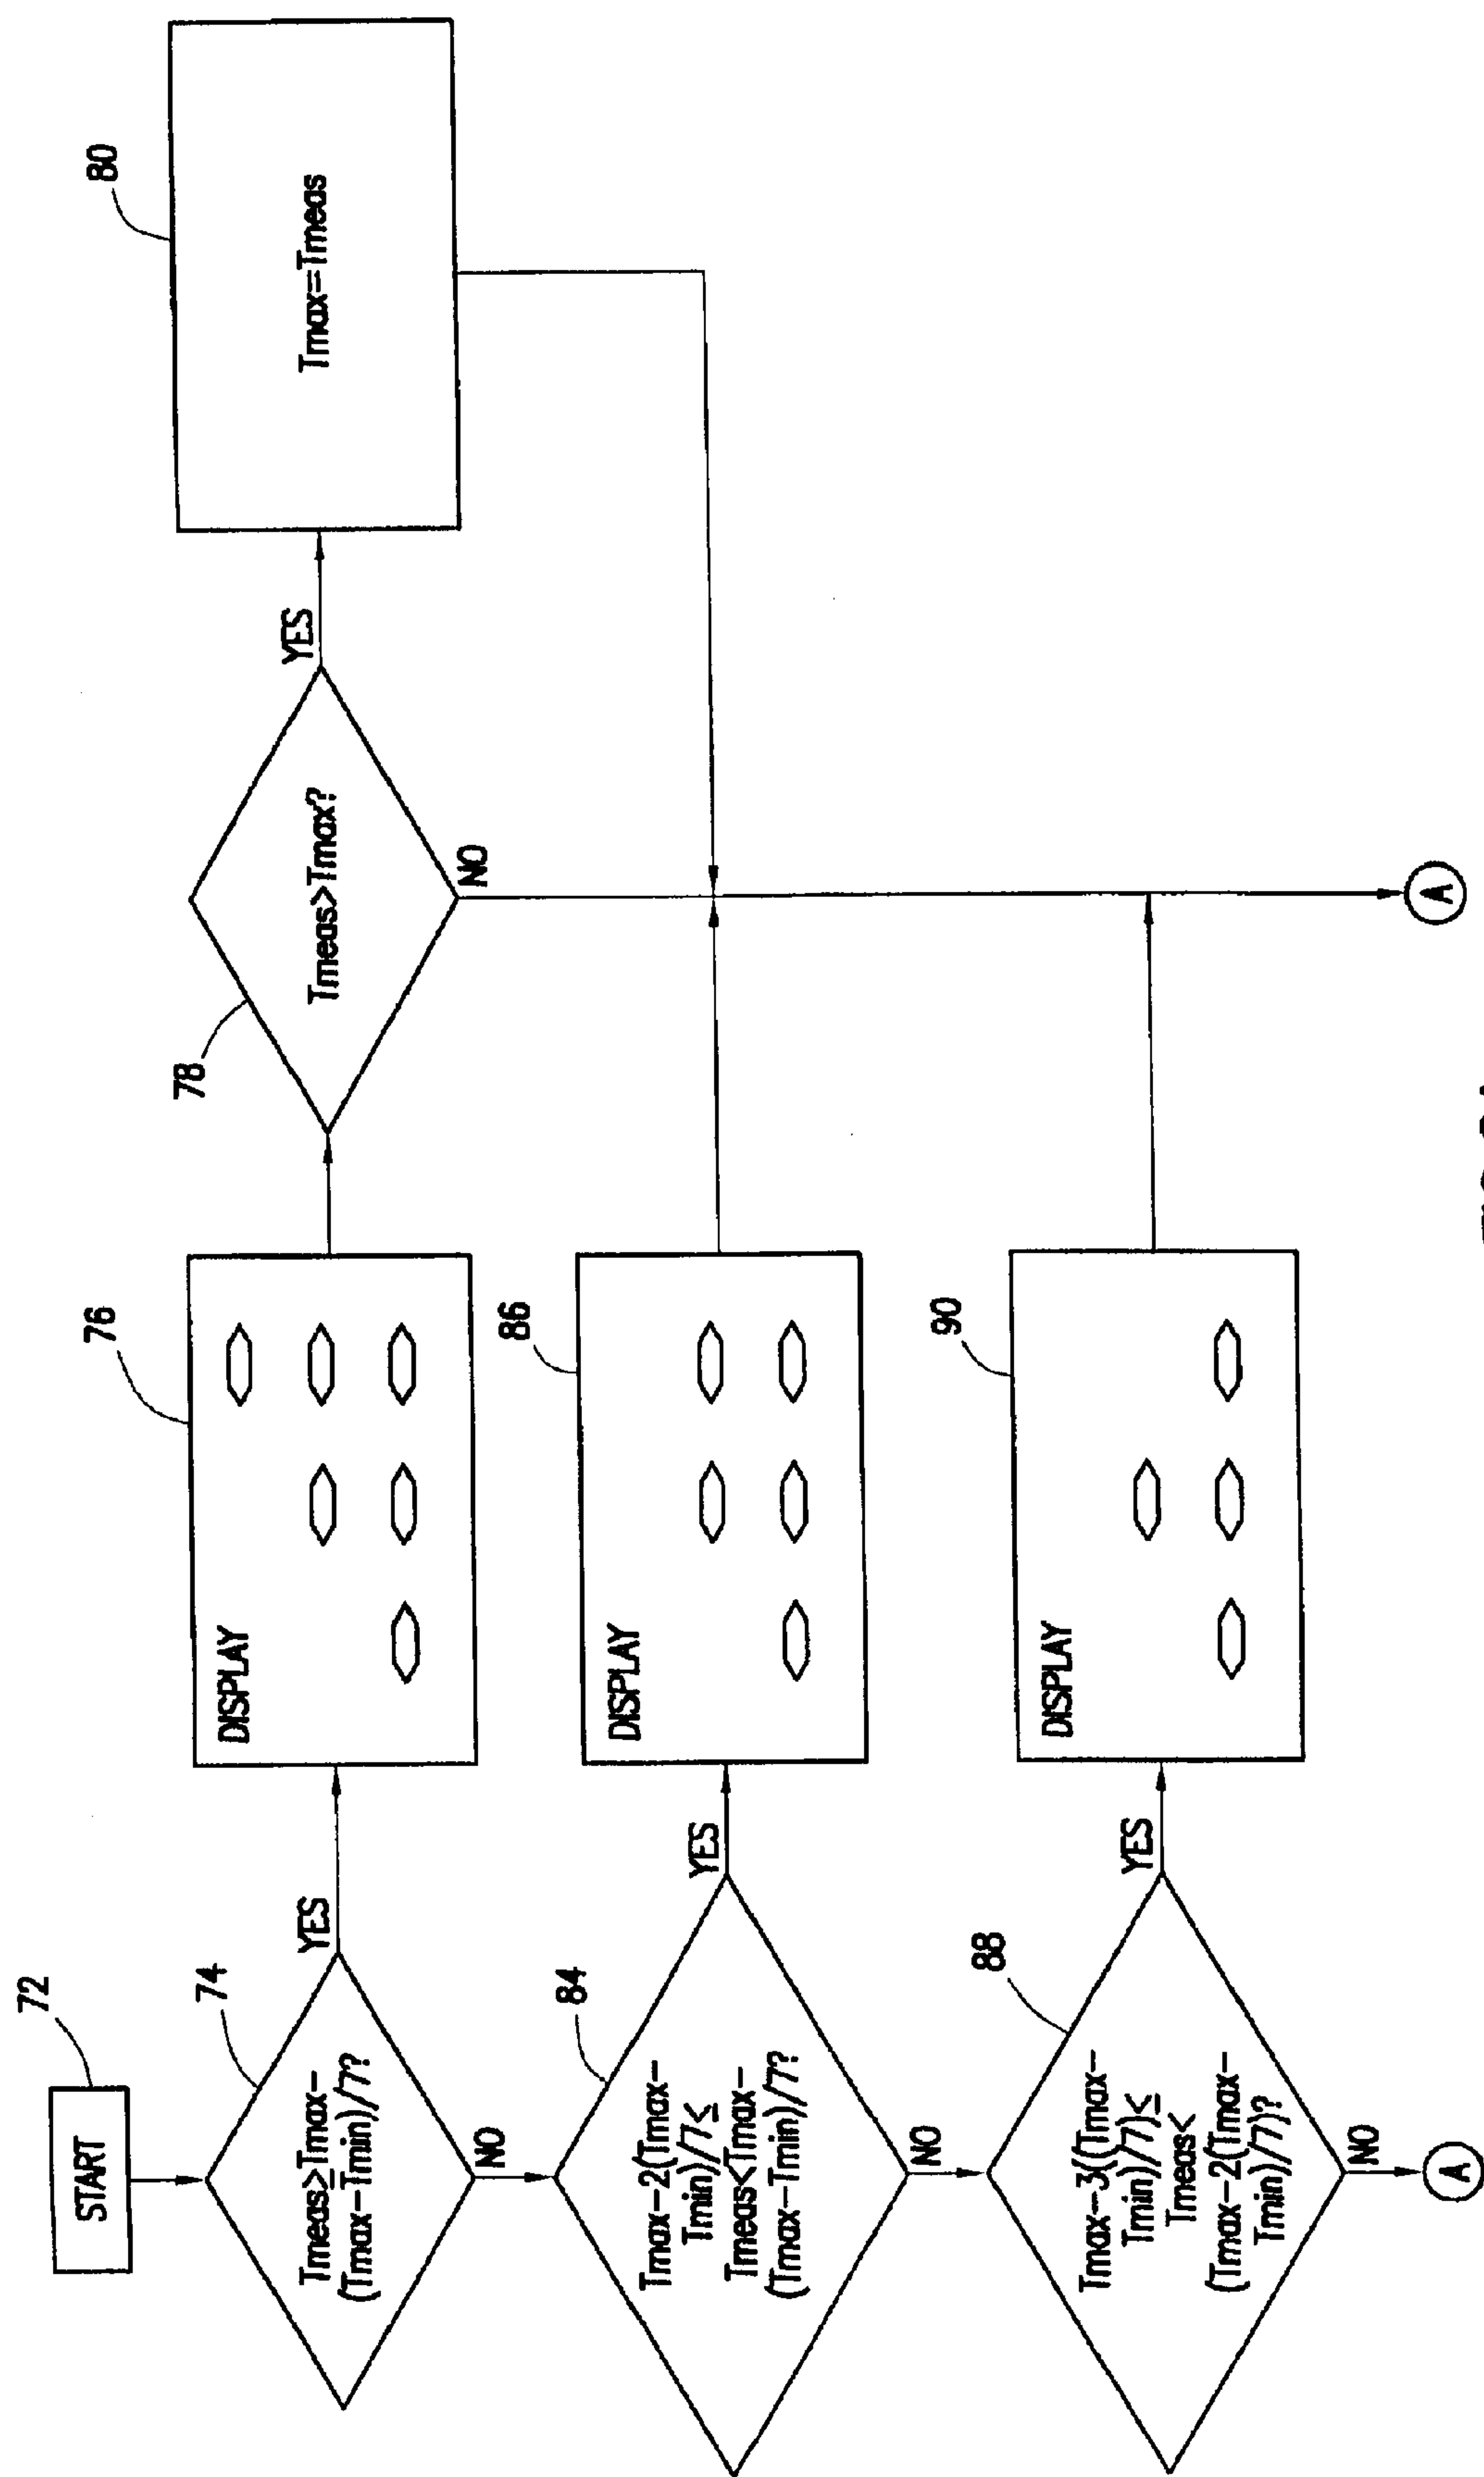 72
START
74
Tmeas≥Tmax–
(Tmax–Tmin)/7?
YES
NO
76
DISPLAY
78
Tmeas>Tmax?
YES
NO
80
Tmax=Tmeas
84
Tmax–2(Tmax–
Tmin)/7≤
Tmeas<Tmax–
(Tmax–Tmin)/7?
YES
NO
86
DISPLAY
88
Tmax–3((Tmax–
Tmin)/7)≤
Tmeas<
(Tmax–2(Tmax–
Tmin)/7)?
YES
NO
90
DISPLAY
A
A